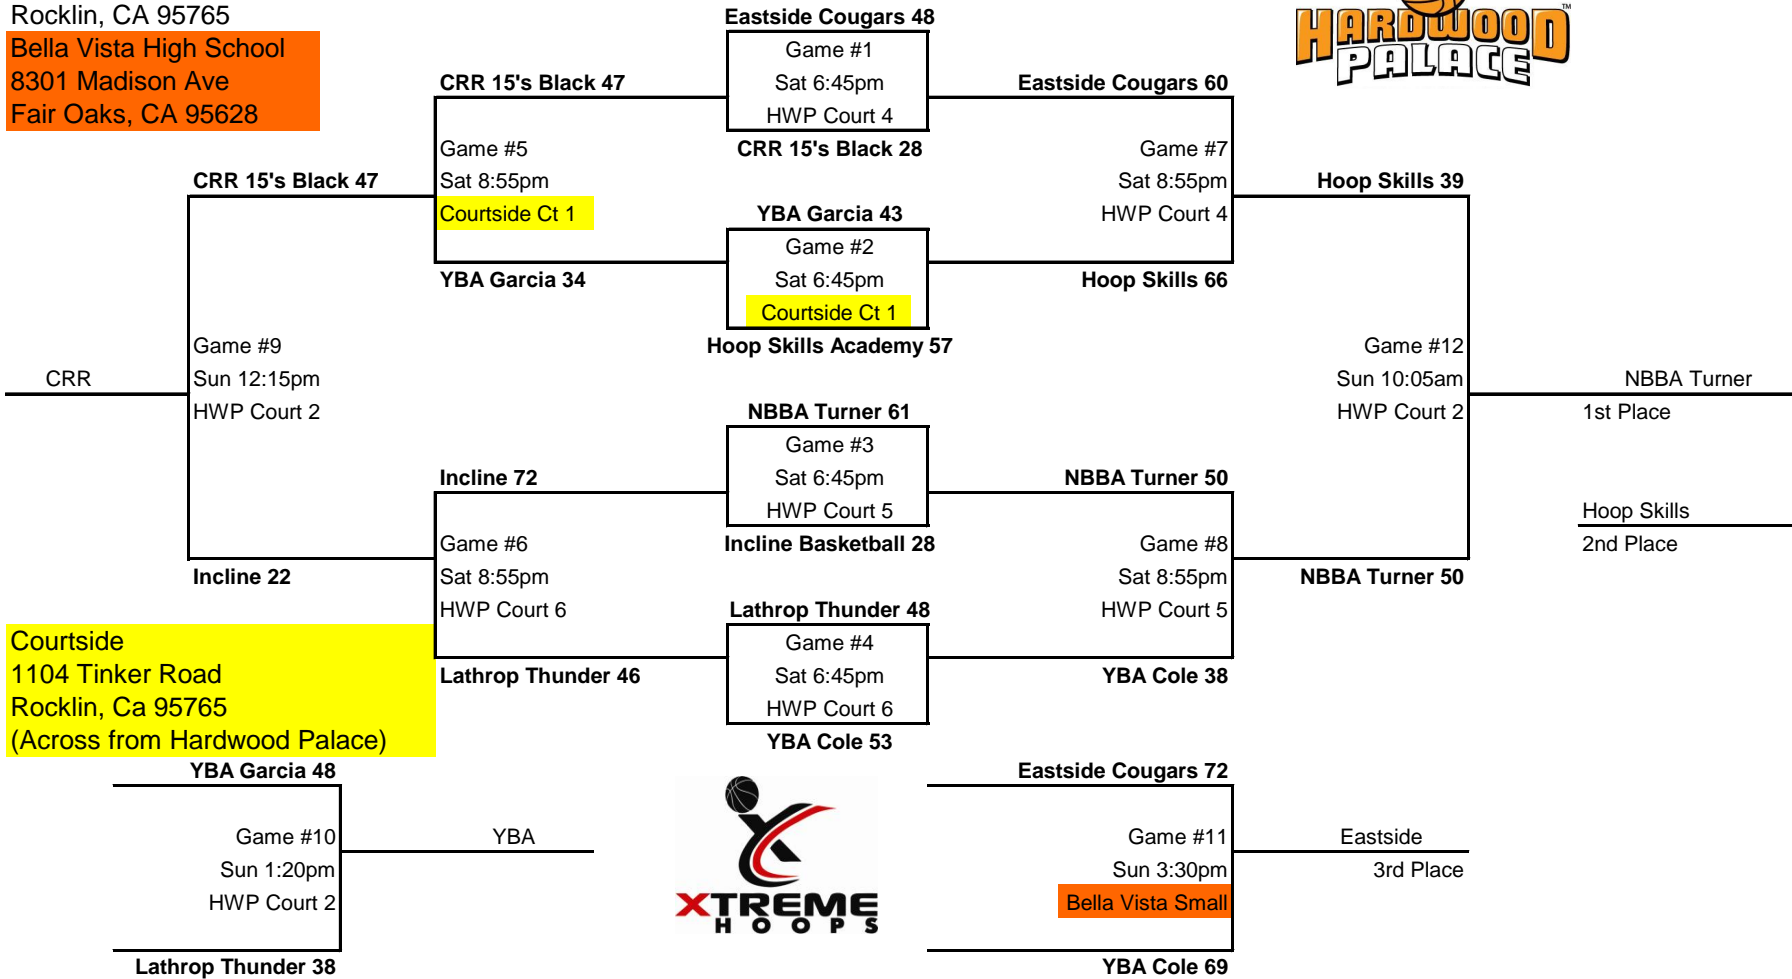 Rocklin, CA 95765
Bella Vista High School
8301 Madison Ave
Fair Oaks, CA 95628
HARDWOOD
PALACE
TM
Eastside Cougars 48
Game #1
Sat 6:45pm
HWP Court 4
CRR 15's Black 28
CRR 15's Black 47
Game #5
Sat 8:55pm
Courtside Ct 1
YBA Garcia 34
Eastside Cougars 60
Game #7
Sat 8:55pm
HWP Court 4
Hoop Skills 66
YBA Garcia 43
Game #2
Sat 6:45pm
Courtside Ct 1
Hoop Skills Academy 57
CRR 15's Black 47
Game #9
Sun 12:15pm
HWP Court 2
Incline 22
CRR
Hoop Skills 39
Game #12
Sun 10:05am
HWP Court 2
NBBA Turner 50
NBBA Turner
1st Place
Hoop Skills
2nd Place
NBBA Turner 61
Game #3
Sat 6:45pm
HWP Court 5
Incline Basketball 28
Incline 72
Game #6
Sat 8:55pm
HWP Court 6
Lathrop Thunder 46
NBBA Turner 50
Game #8
Sat 8:55pm
HWP Court 5
YBA Cole 38
Lathrop Thunder 48
Game #4
Sat 6:45pm
HWP Court 6
YBA Cole 53
Courtside
1104 Tinker Road
Rocklin, Ca 95765
(Across from Hardwood Palace)
YBA Garcia 48
Game #10
Sun 1:20pm
HWP Court 2
Lathrop Thunder 38
YBA
XTREME
HOOPS
Eastside Cougars 72
Game #11
Sun 3:30pm
Bella Vista Small
YBA Cole 69
Eastside
3rd Place